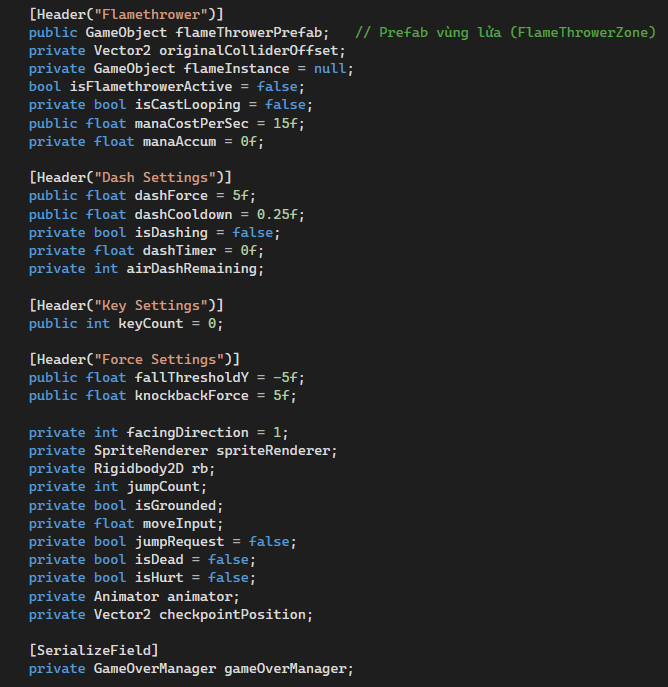 [Header("Flamethrower")]
public GameObject flameThrowerPrefab;   // Prefab vùng lửa (FlameThrowerZone)
private Vector2 originalColliderOffset;
private GameObject flameInstance = null;
bool isFlamethrowerActive = false;
private bool isCastLooping = false;
public float manaCostPerSec = 15f;
private float manaAccum = 0f;

[Header("Dash Settings")]
public float dashForce = 5f;
public float dashCooldown = 0.25f;
private bool isDashing = false;
private float dashTimer = 0f;
private int airDashRemaining;

[Header("Key Settings")]
public int keyCount = 0;

[Header("Force Settings")]
public float fallThresholdY = -5f;
public float knockbackForce = 5f;

private int facingDirection = 1;
private SpriteRenderer spriteRenderer;
private Rigidbody2D rb;
private int jumpCount;
private bool isGrounded;
private float moveInput;
private bool jumpRequest = false;
private bool isDead = false;
private bool isHurt = false;
private Animator animator;
private Vector2 checkpointPosition;

[SerializeField]
private GameOverManager gameOverManager;